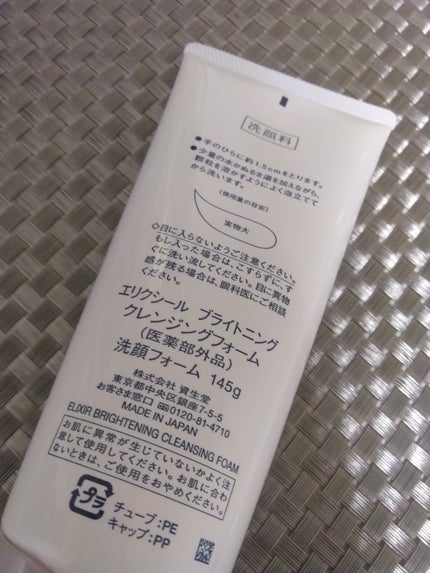 洗顔料
●手のひらに約1.5cmをとります。
●少量の水かぬるま湯を加えながら、
顆粒を溶かすようによく泡立てて
から洗います。
〈使用量の目安〉
実物大
◇目に入らないようご注意ください。
もし入った場合は、こすらずに、す
ぐに洗い流してください。目に異物
感が残る場合は、眼科医にご相談
ください。
エリクシール ブライトニング
クレンジングフォーム
(医薬部外品)
洗顔フォーム 145g
株式会社 資生堂
東京都中央区銀座7-5-5
お客さま窓口 0120-81-4710
MADE IN JAPAN
ELIXIR BRIGHTENING CLEANSING FOAM
お肌に異常が生じていないかよく注
意して使用してください。お肌に合わ
ないときは、ご使用をおやめください。
プラ
チューブ:PE
キャップ:PP